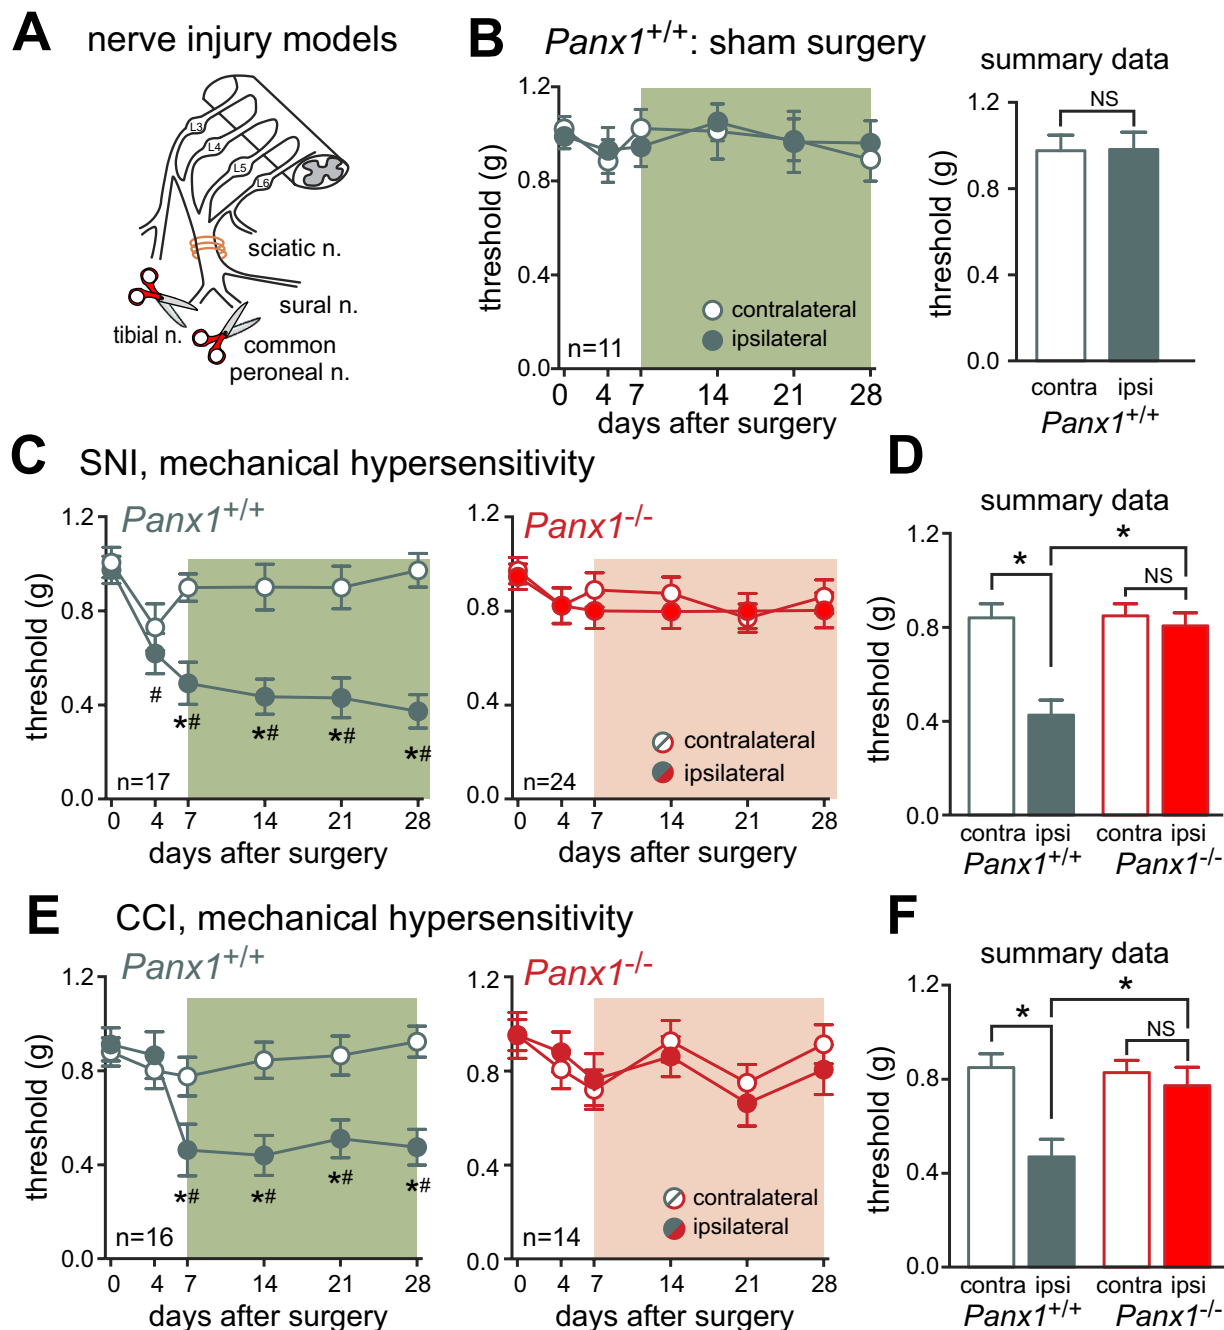 A nerve injury models
L3
L4
L5
L6
sciatic n.
sural n.
tibial n.
common
peroneal n.
B Panx1+/+: sham surgery
threshold (g)
1.2
0.8
0.4
0.0
contralateral
ipsilateral
n=11
0 4 7 14 21 28
days after surgery
summary data
threshold (g)
1.2
0.8
0.4
0.0
NS
contra ipsi
Panx1+/+
C SNI, mechanical hypersensitivity
Panx1+/+
threshold (g)
1.2
0.8
0.4
0.0
#
*#
*#
*#
*#
n=17
0 4 7 14 21 28
days after surgery
Panx1-/-
1.2
0.8
0.4
0.0
contralateral
ipsilateral
n=24
0 4 7 14 21 28
days after surgery
D
summary data
threshold (g)
1.2
0.8
0.4
0.0
*
*
NS
contra ipsi contra ipsi
Panx1+/+ Panx1-/-
E CCI, mechanical hypersensitivity
Panx1+/+
threshold (g)
1.2
0.8
0.4
0.0
*#
*#
*#
*#
n=16
0 4 7 14 21 28
days after surgery
Panx1-/-
1.2
0.8
0.4
0.0
contralateral
ipsilateral
n=14
0 4 7 14 21 28
days after surgery
F
summary data
threshold (g)
1.2
0.8
0.4
0.0
*
*
NS
contra ipsi contra ipsi
Panx1+/+ Panx1-/-